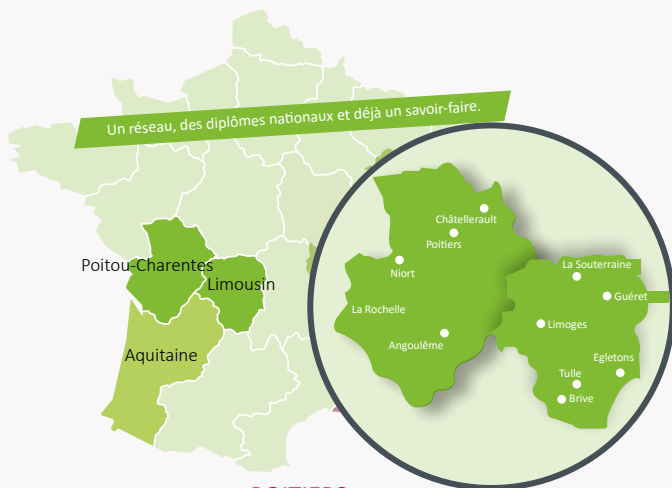 Un réseau, des diplômes nationaux et déjà un savoir-faire.
Poitou-Charentes
Limousin
Aquitaine
Châtellerault
Poitiers
Niort
La Rochelle
Angoulême
La Souterraine
Guéret
Limoges
Egletons
Tulle
Brive
POITIERS